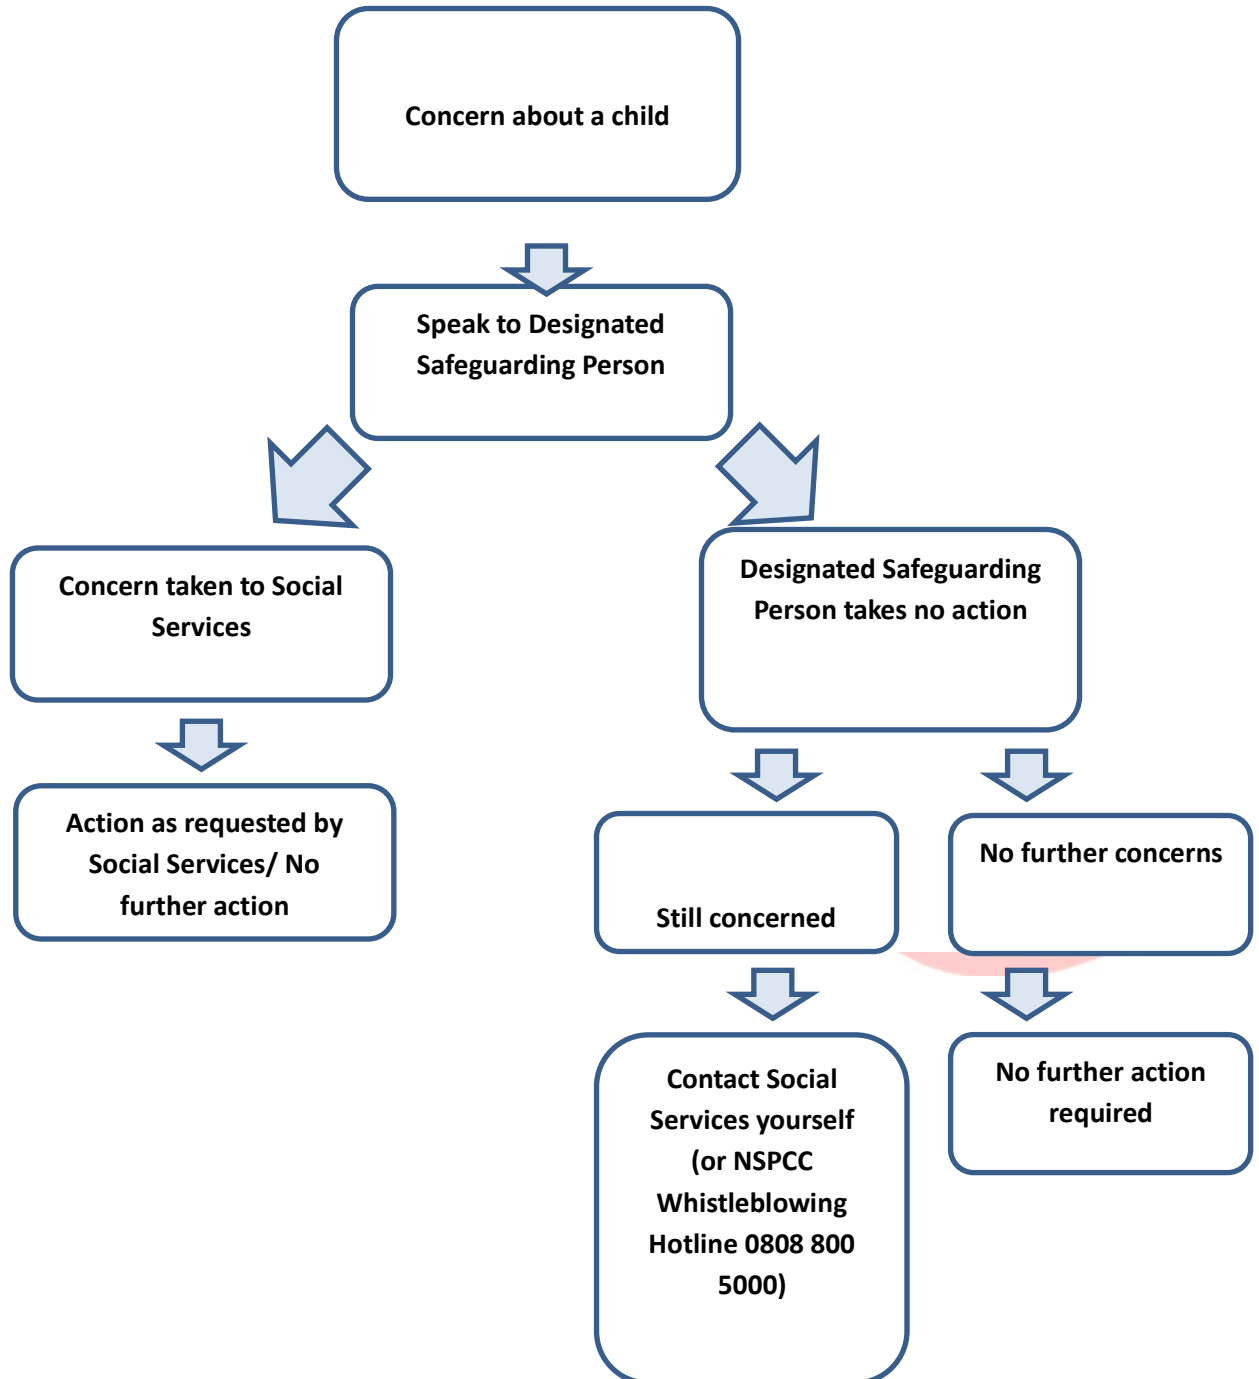 Concern about a child
Speak to Designated
Safeguarding Person
Concern taken to Social
Services
Designated Safeguarding
Person takes no action
Action as requested by
Social Services/ No
further action
Still concerned
No further concerns
Contact Social
Services yourself
(or NSPCC
Whistleblowing
Hotline 0808 800
5000)
No further action
required